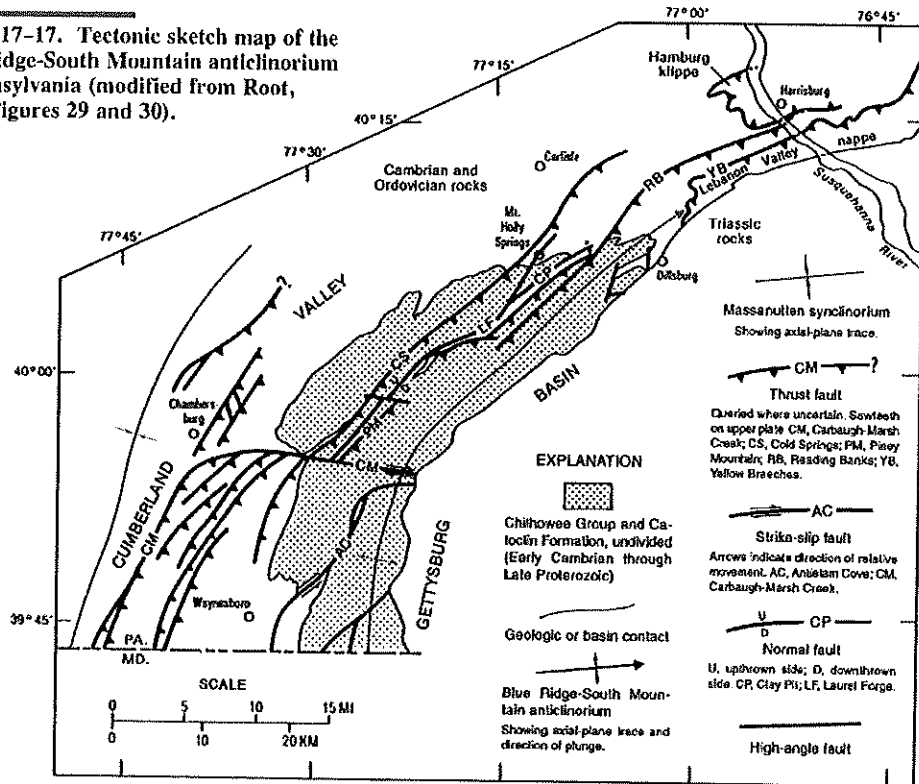 17–17. Tectonic sketch map of the
idge-South Mountain anticlinorium
nsylvania (modified from Root,
igures 29 and 30).
77°45'
77°30'
77°15'
77°00'
76°45'
40°15'
40°00'
39°45'
Hamburg
klippe
Harrisburg
Cambrian and
Ordovician rocks
Carlisle
RB
YB
Lebanon Valley nappe
Susquehanna
River
Mt.
Holly
Springs
CP
Triassic
rocks
Dillsburg
VALLEY
CS
LF
U
D
PM
Chambers-
burg
CM
CUMBERLAND
CM
AC
BASIN
GETTYSBURG
Waynesboro
PA.
MD.
SCALE
0 5 10 15 MI
0 10 20 KM
EXPLANATION
Chilhowee Group and Ca-
toctin Formation, undivided
(Early Cambrian through
Late Proterozoic)
Geologic or basin contact
Blue Ridge-South Moun-
tain anticlinorium
Showing axial-plane trace and
direction of plunge.
Massanutten synclinorium
Showing axial-plane trace.
CM ?
Thrust fault
Queried where uncertain. Sawteeth
on upper plate CM, Carbaugh-Marsh
Creek; CS, Cold Springs; PM, Piney
Mountain; RB, Reading Banks; YB,
Yellow Breeches.
AC
Strike-slip fault
Arrows indicate direction of relative
movement. AC, Antietam Cove; CM,
Carbaugh-Marsh Creek.
U
D
CP
Normal fault
U, upthrown side; D, downthrown
side. CP, Clay Pit; LF, Laurel Forge.
High-angle fault